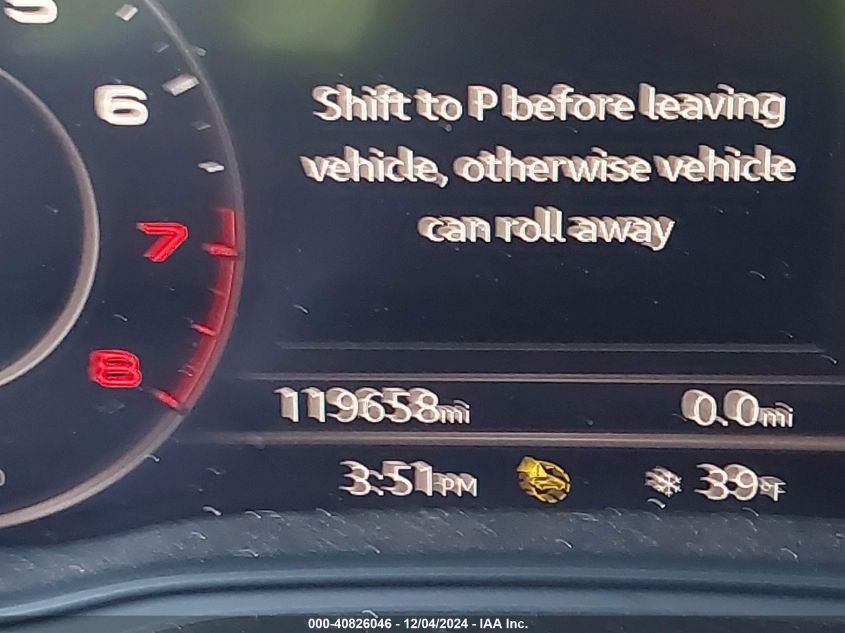 5
6
7
8
Shift to P before leaving
vehicle, otherwise vehicle
can roll away
119658mi 0.0mi
3:51PM 39°F
000-40826046 - 12/04/2024 - IAA Inc.